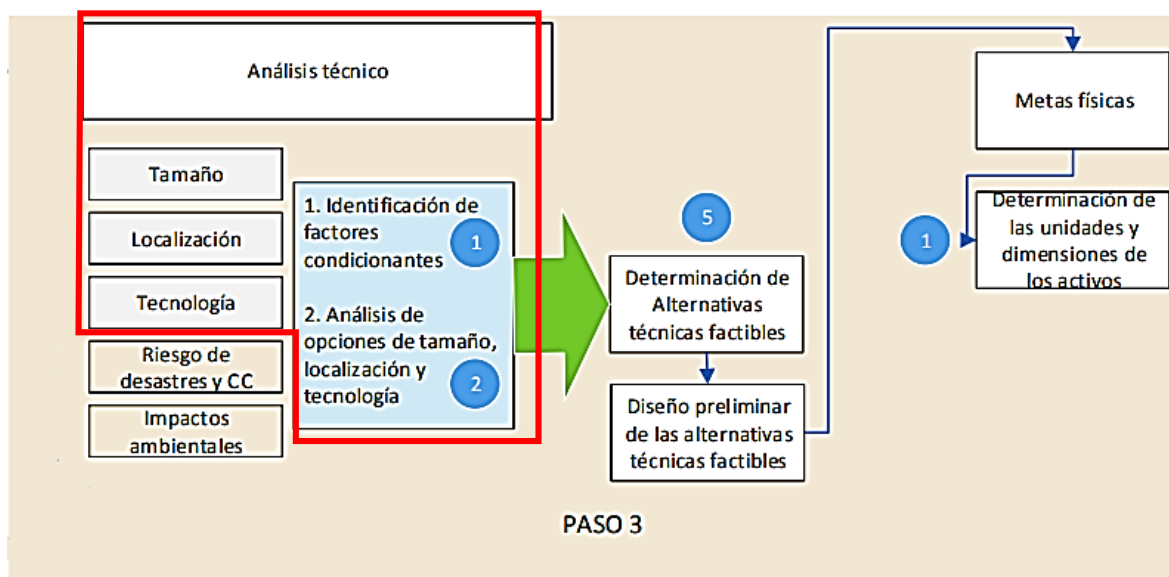 Análisis técnico
Tamaño
Localización
Tecnología
Riesgo de
desastres y CC
Impactos
ambientales
1. Identificación de
factores
condicionantes
1
2. Análisis de
opciones de tamaño,
localización y
tecnología
2
5
Determinación de
Alternativas
técnicas factibles
Diseño preliminar
de las alternativas
técnicas factibles
Metas físicas
1
Determinación de
las unidades y
dimensiones de
los activos
PASO 3